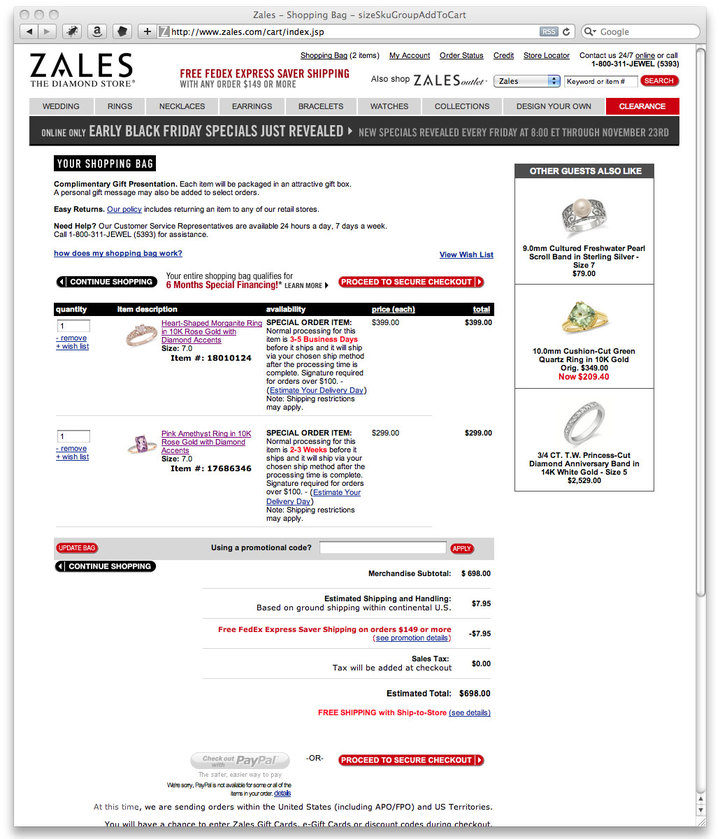 Zales – Shopping Bag – sizeSkuGroupAddToCart
http://www.zales.com/cart/index.jsp
RSS
Google
ZALES
THE DIAMOND STORE®
Shopping Bag (2 items) My Account Order Status Credit Store Locator Contact us 24/7 online or call
1-800-311-JEWEL (5393)
FREE FEDEX EXPRESS SAVER SHIPPING
WITH ANY ORDER $149 OR MORE
Also shop ZALES outlet Zales Keyword or item # SEARCH
WEDDING RINGS NECKLACES EARRINGS BRACELETS WATCHES COLLECTIONS DESIGN YOUR OWN CLEARANCE
ONLINE ONLY EARLY BLACK FRIDAY SPECIALS JUST REVEALED NEW SPECIALS REVEALED EVERY FRIDAY AT 8:00 ET THROUGH NOVEMBER 23RD
YOUR SHOPPING BAG
Complimentary Gift Presentation. Each item will be packaged in an attractive gift box.
A personal gift message may also be added to select orders.
Easy Returns. Our policy includes returning an item to any of our retail stores.
Need Help? Our Customer Service Representatives are available 24 hours a day, 7 days a week.
Call 1-800-311-JEWEL (5393) for assistance.
how does my shopping bag work?
View Wish List
CONTINUE SHOPPING
Your entire shopping bag qualifies for
6 Months Special Financing!* LEARN MORE
PROCEED TO SECURE CHECKOUT
quantity item description availability price (each) total
1
- remove
+ wish list
Heart-Shaped Morganite Ring
in 10K Rose Gold with
Diamond Accents
Size: 7.0
Item #: 18010124
SPECIAL ORDER ITEM:
Normal processing for this
item is 3-5 Business Days
before it ships and it will ship
via your chosen ship method
after the processing time is
complete. Signature required
for orders over $100. -
(Estimate Your Delivery Day)
Note: Shipping restrictions
may apply.
$399.00
$399.00
1
- remove
+ wish list
Pink Amethyst Ring in 10K
Rose Gold with Diamond
Accents
Size: 7.0
Item #: 17686346
SPECIAL ORDER ITEM:
Normal processing for this
item is 2-3 Weeks before it
ships and it will ship via your
chosen ship method after the
processing time is complete.
Signature required for orders
over $100. - (Estimate Your
Delivery Day)
Note: Shipping restrictions
may apply.
$299.00
$299.00
UPDATE BAG
Using a promotional code?
APPLY
CONTINUE SHOPPING
Merchandise Subtotal: $ 698.00
Estimated Shipping and Handling:
Based on ground shipping within continental U.S.
$7.95
Free FedEx Express Saver Shipping on orders $149 or more
(see promotion details)
-$7.95
Sales Tax:
Tax will be added at checkout
$0.00
Estimated Total: $698.00
FREE SHIPPING with Ship-to-Store (see details)
Check out
with PayPal
The safer, easier way to pay
-OR-
PROCEED TO SECURE CHECKOUT
We're sorry, PayPal is not available for some or all of the
items in your order. details
At this time, we are sending orders within the United States (including APO/FPO) and US Territories.
You will have a chance to enter Zales Gift Cards, e-Gift Cards or discount codes during checkout.
OTHER GUESTS ALSO LIKE
9.0mm Cultured Freshwater Pearl
Scroll Band in Sterling Silver -
Size 7
$79.00
10.0mm Cushion-Cut Green
Quartz Ring in 10K Gold
Orig. $349.00
Now $209.40
3/4 CT. T.W. Princess-Cut
Diamond Anniversary Band in
14K White Gold - Size 5
$2,529.00